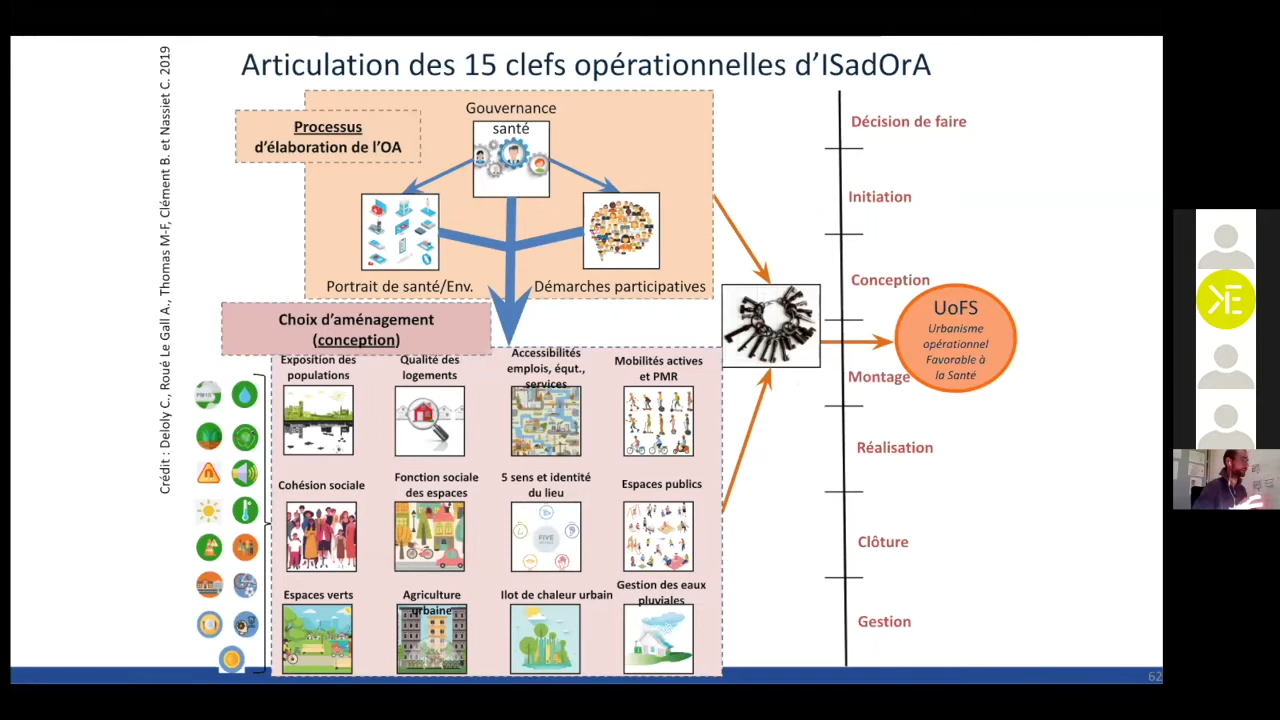 Articulation des 15 clefs opérationnelles d’ISadOrA
Crédit : Deloly C., Roué Le Gall A., Thomas M-F, Clément B. et Nassiet C. 2019
Processus
d’élaboration de l’OA
Gouvernance
santé
Portrait de santé/Env.
Démarches participatives
Choix d’aménagement
(conception)
Exposition des
populations
Qualité des
logements
Accessibilités
emplois, équt.,
services
Mobilités actives
et PMR
Cohésion sociale
Fonction sociale
des espaces
5 sens et identité
du lieu
FIVE
Espaces publics
Espaces verts
Agriculture
urbaine
Ilot de chaleur urbain
Gestion des eaux
pluviales
PM10
Décision de faire
Initiation
Conception
Montage
Réalisation
Clôture
Gestion
UoFS
Urbanisme
opérationnel
Favorable à
la Santé
62